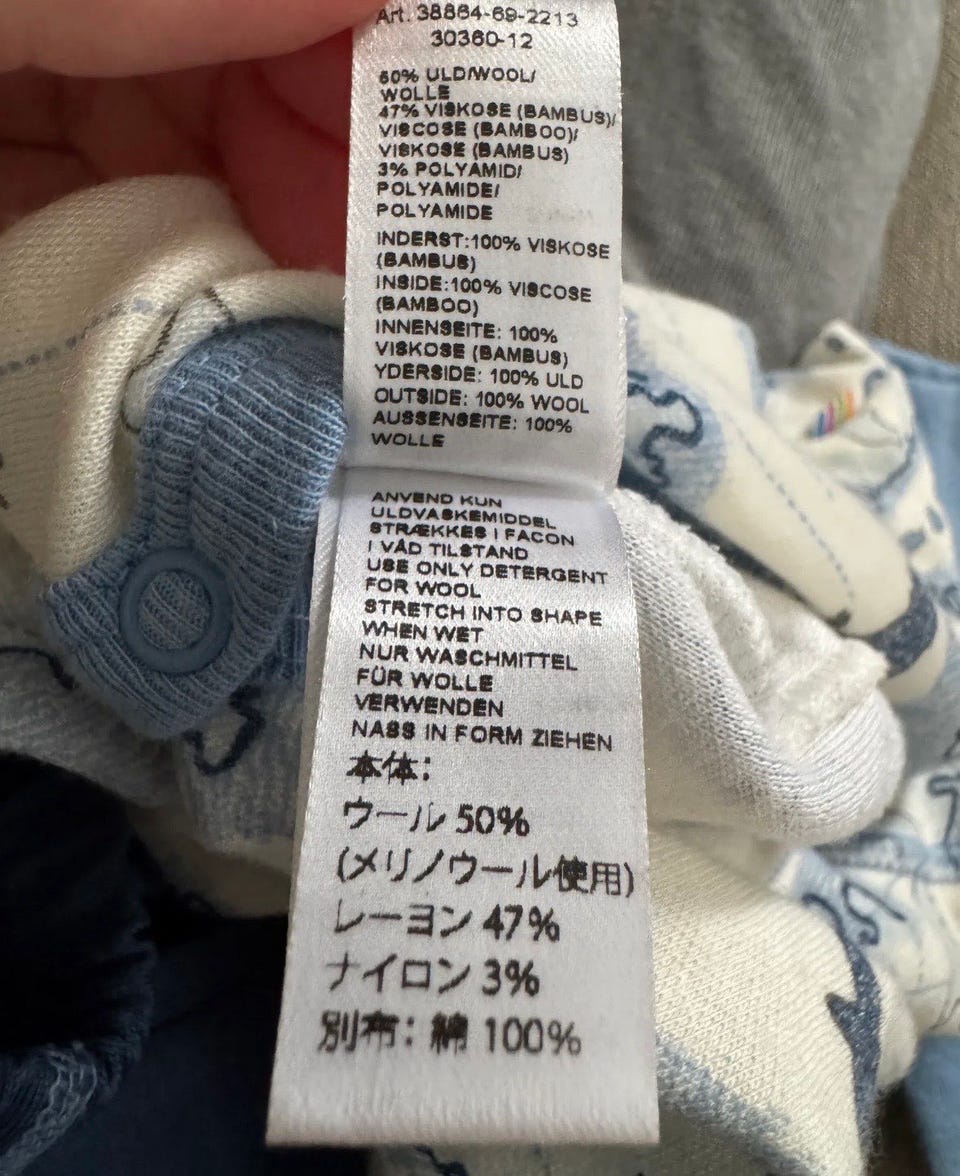 Art. 38864-69-2213
30360-12
50% ULD/WOOL/
WOLLE
47% VISKOSE (BAMBUS)/
VISCOSE (BAMBOO)/
VISKOSE (BAMBUS)
3% POLYAMID/
POLYAMIDE/
POLYAMIDE
INDERST:100% VISKOSE
(BAMBUS)
INSIDE:100% VISCOSE
(BAMBOO)
INNENSEITE: 100%
VISKOSE (BAMBUS)
YDERSIDE: 100% ULD
OUTSIDE: 100% WOOL
AUSSENSEITE: 100%
WOLLE
ANVEND KUN
ULDVASKEMIDDEL
STRÆKKES I FACON
I VÅD TILSTAND
USE ONLY DETERGENT
FOR WOOL
STRETCH INTO SHAPE
WHEN WET
NUR WASCHMITTEL
FÜR WOLLE
VERWENDEN
NASS IN FORM ZIEHEN
本体:
ウール 50%
(メリノウール使用)
レーヨン 47%
ナイロン 3%
別布: 綿 100%